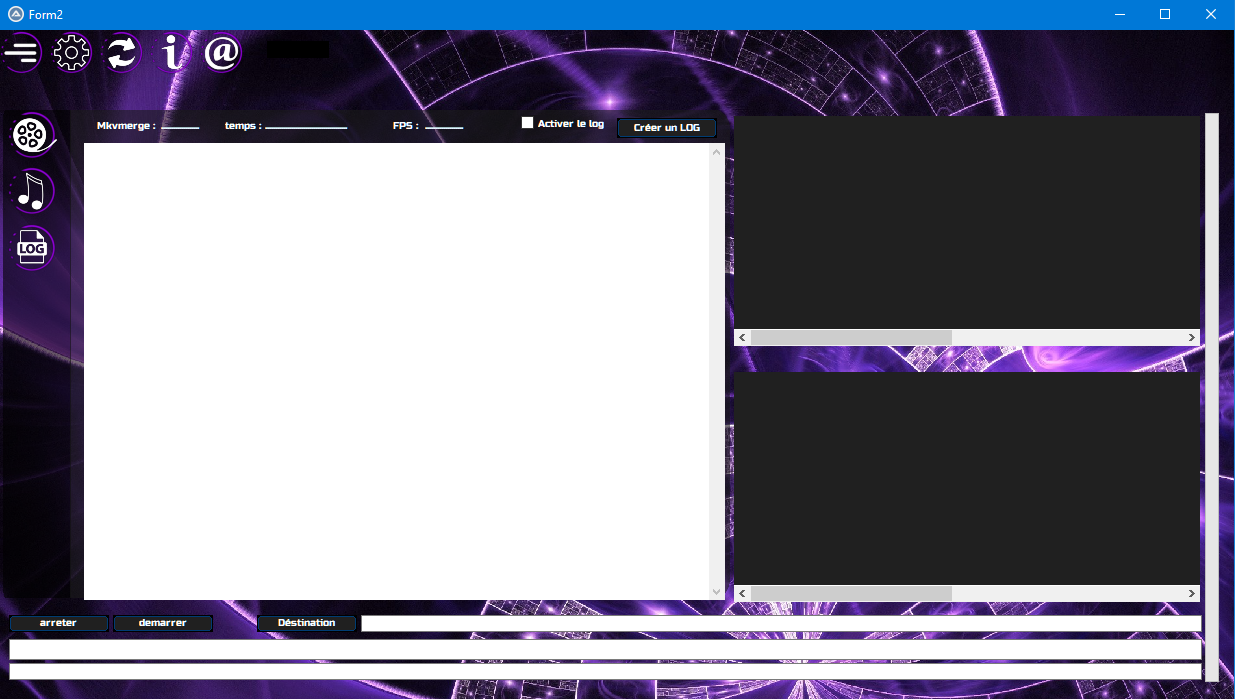 Form2
@
Mkvmerge : temps : FPS : Activer le log Créer un LOG
LOG
arreter demarrer Déstination